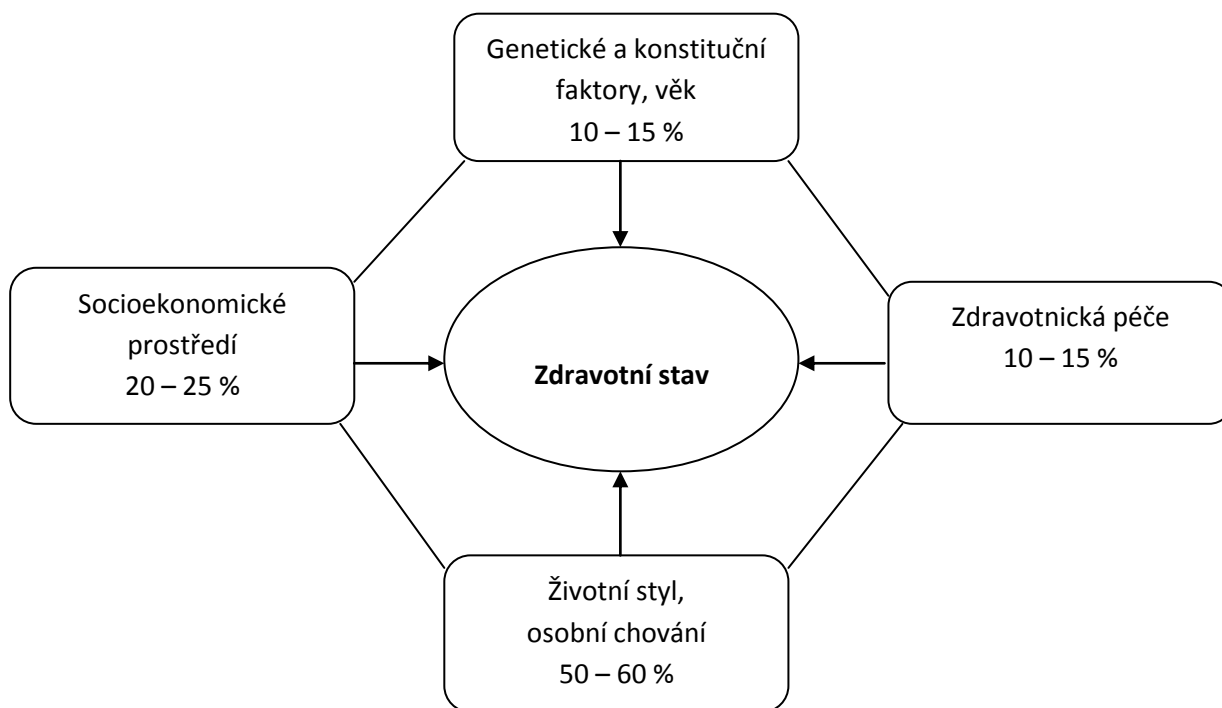 Genetické a konstituční
faktory, věk
10 – 15 %
Socioekonomické
prostředí
20 – 25 %
Zdravotní stav
Zdravotnická péče
10 – 15 %
Životní styl,
osobní chování
50 – 60 %